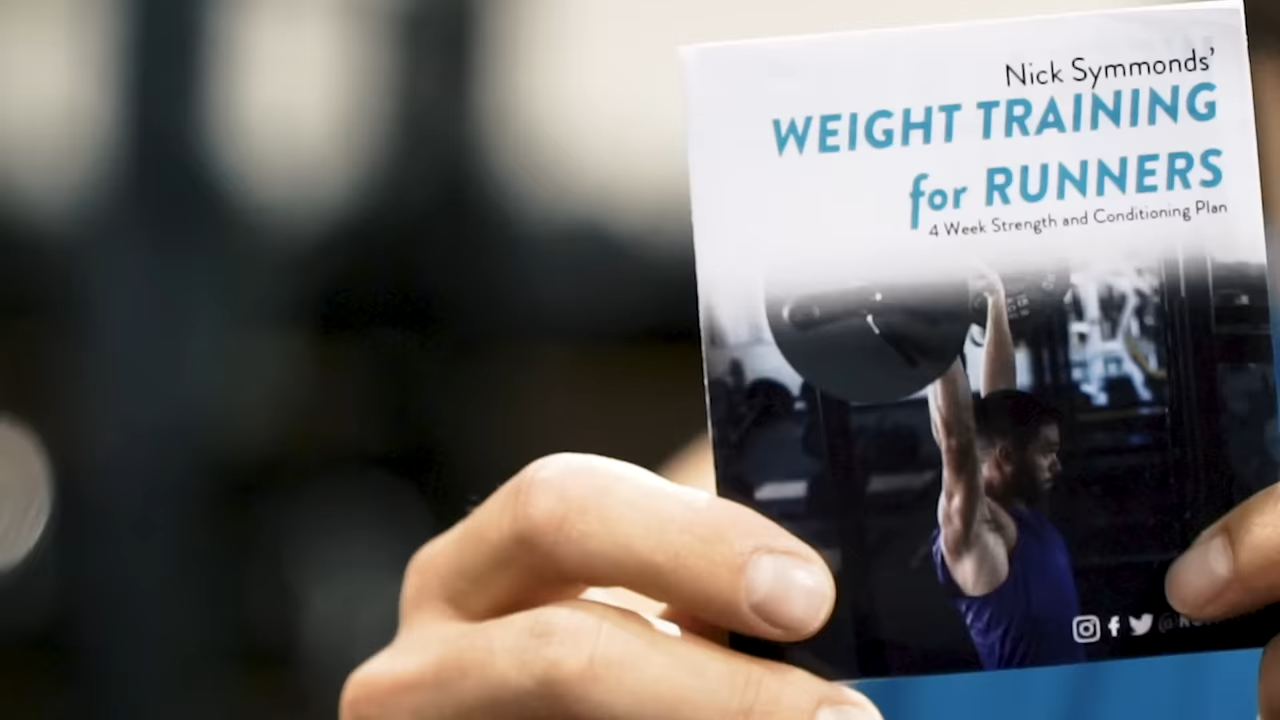 Nick Symmonds'
WEIGHT TRAINING
for RUNNERS
4 Week Strength and Conditioning Plan